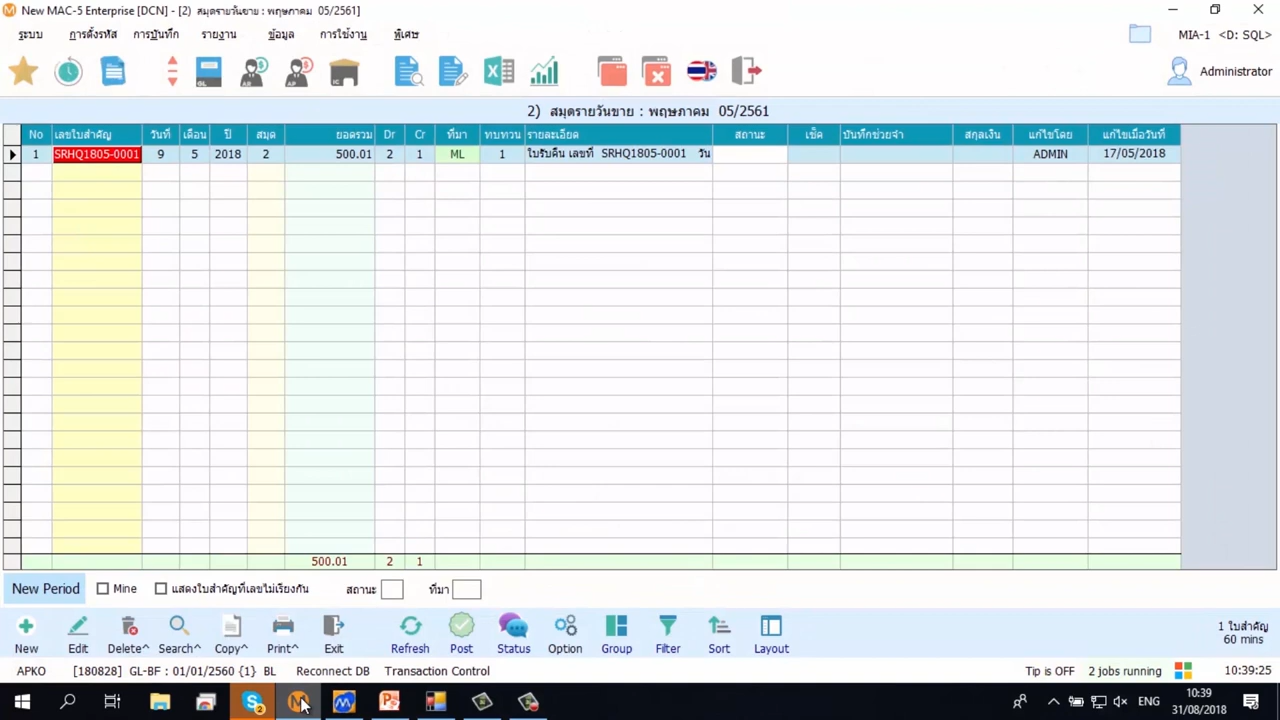 New MAC-5 Enterprise [DCN] - [2) สมุดรายวันขาย : พฤษภาคม 05/2561]
ระบบ การตั้งรหัส การบันทึก รายงาน ข้อมูล การใช้งาน พิเศษ MIA-1 <D: SQL>
GL AR AP IC Administrator
2) สมุดรายวันขาย : พฤษภาคม 05/2561
No เลขใบสำคัญ วันที่ เดือน ปี สมุด ยอดรวม Dr Cr ที่มา ทบทวน รายละเอียด สถานะ เช็ค บันทึกช่วยจำ สกุลเงิน แก้ไขโดย แก้ไขเมื่อวันที่
1 SRHQ1805-0001 9 5 2018 2 500.01 2 1 ML 1 ใบรับคืน เลขที่ SRHQ1805-0001 วัน ADMIN 17/05/2018
500.01 2 1
New Period Mine แสดงใบสำคัญที่เลขไม่เรียงกัน สถานะ ที่มา
New Edit Delete^ Search^ Copy^ Print^ Exit Refresh Post Status Option Group Filter Sort Layout
1 ใบสำคัญ
60 mins
APKO [180828] GL-BF : 01/01/2560 {1} BL Reconnect DB Transaction Control Tip is OFF 2 jobs running 10:39:25
ENG 10:39
31/08/2018